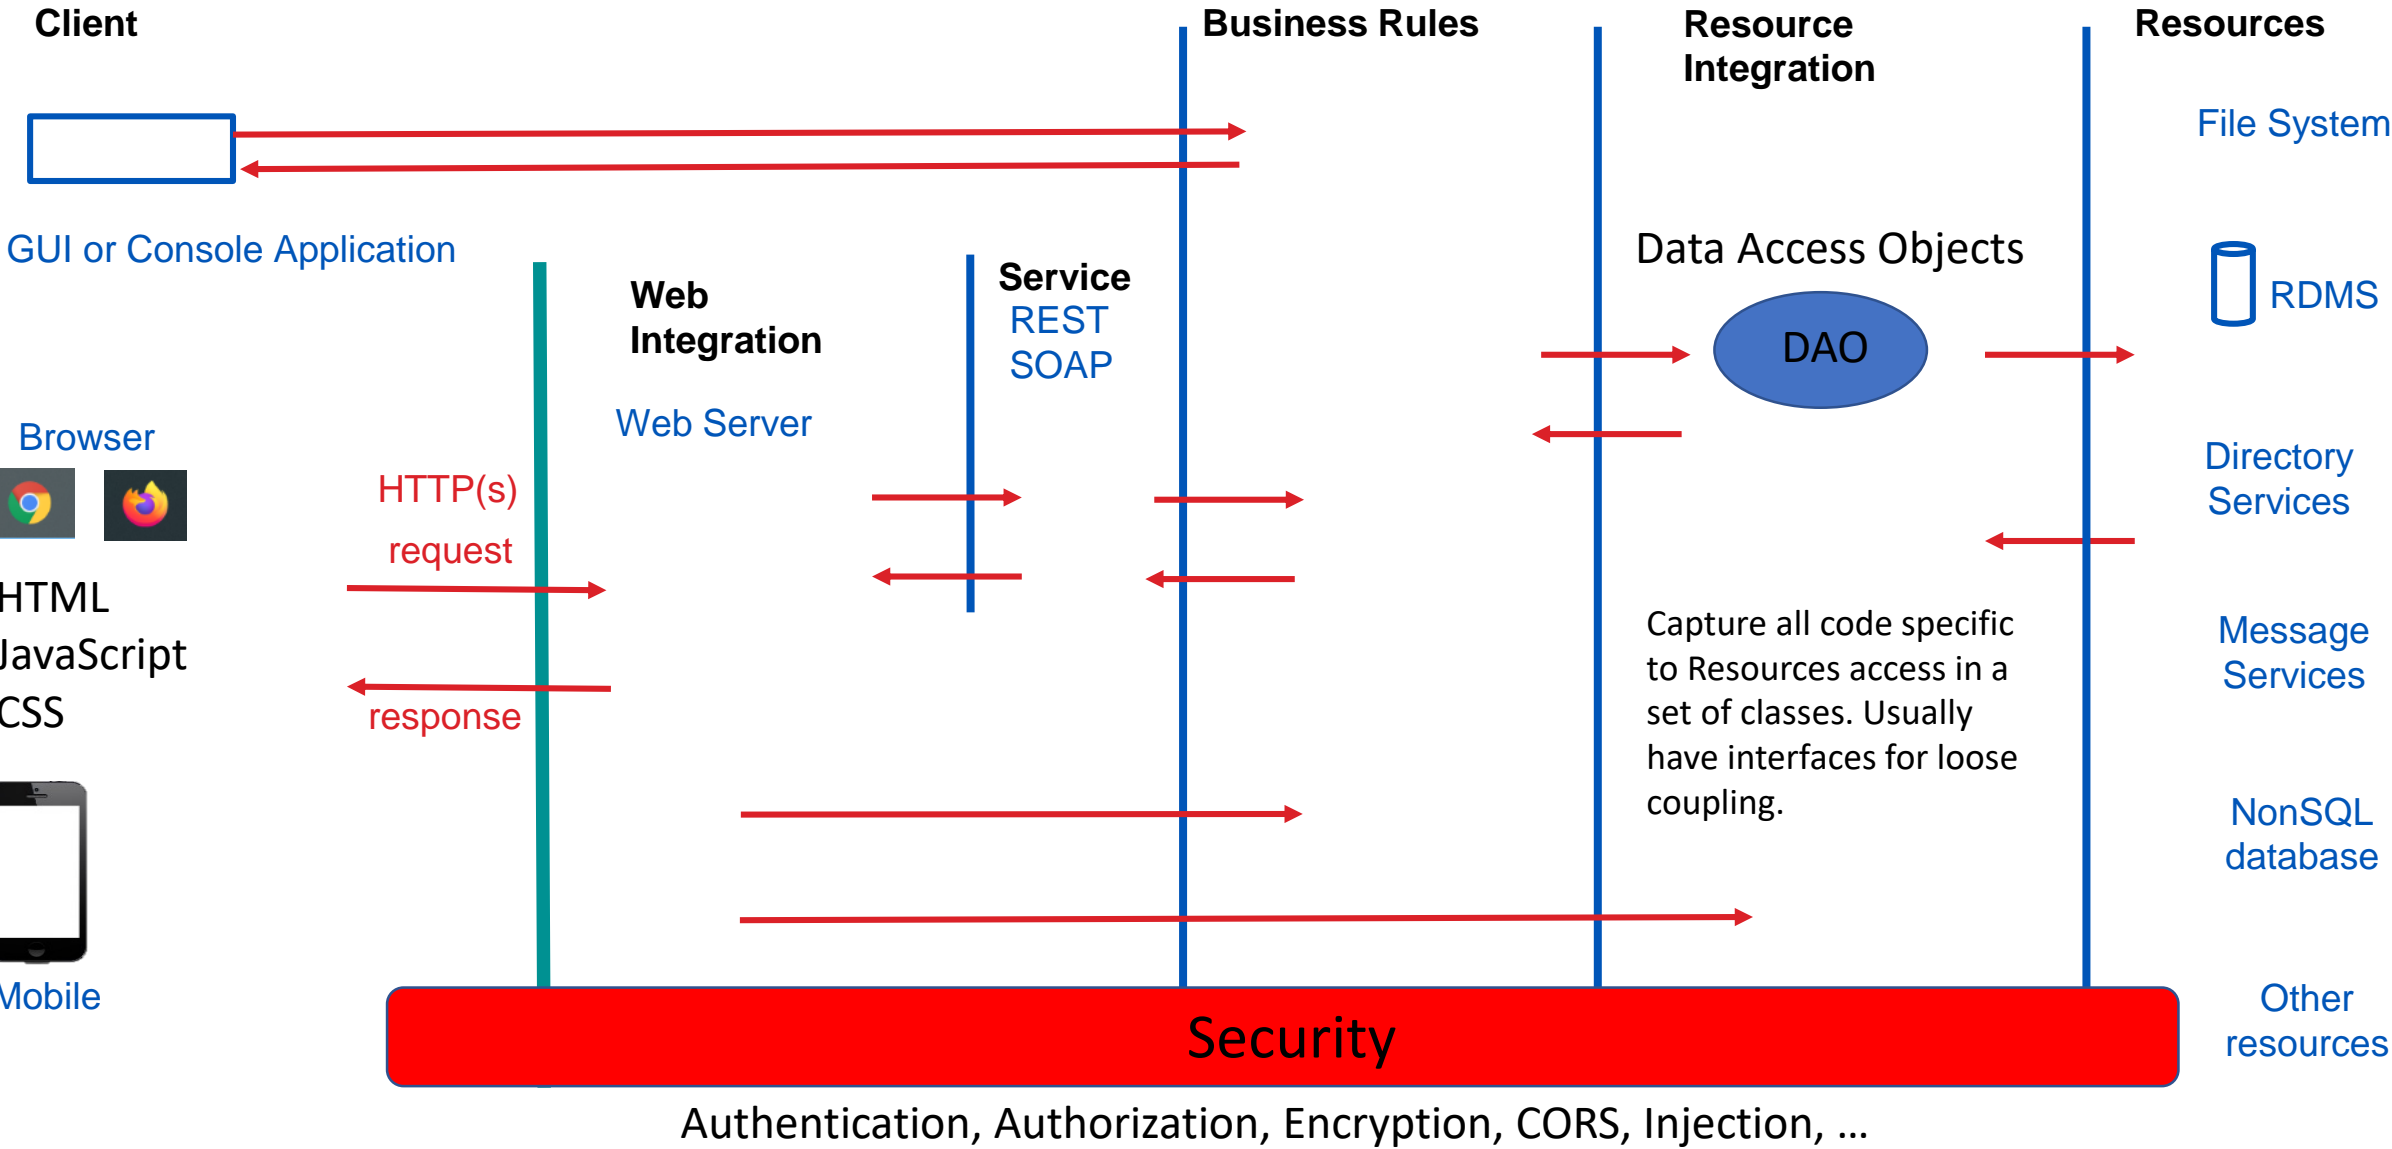 Client
Business Rules
Resource
Integration
Resources
File System
GUI or Console Application
Data Access Objects
Web
Integration
Service
REST
SOAP
RDMS
DAO
Web Server
Browser
HTTP(s)
request
Directory
Services
HTML
JavaScript
CSS
response
Capture all code specific
to Resources access in a
set of classes. Usually
have interfaces for loose
coupling.
Message
Services
NonSQL
database
Mobile
Other
resources
Security
Authentication, Authorization, Encryption, CORS, Injection, …